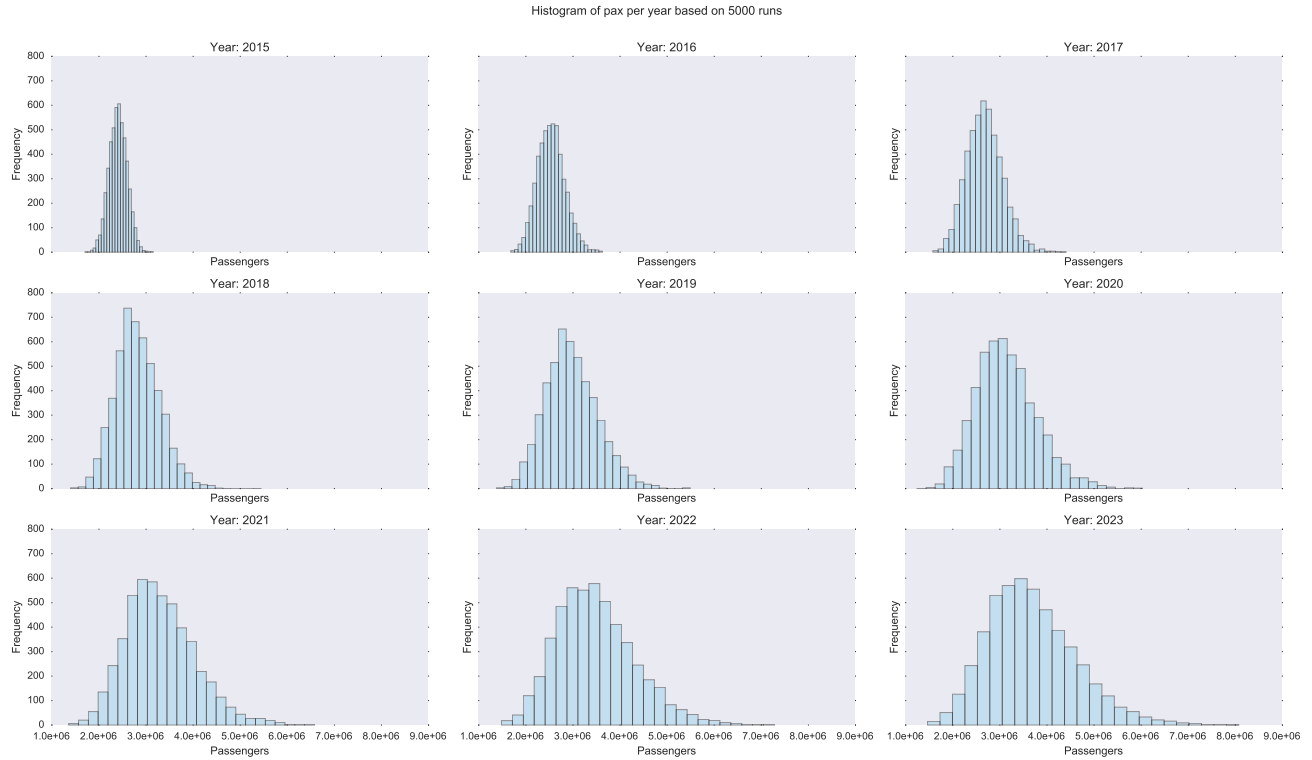 Histogram of pax per year based on 5000 runs
Year: 2015
Year: 2016
Year: 2017
800
700
600
500
400
300
200
100
0
Frequency
Frequency
Frequency
Passengers
Passengers
Passengers
Year: 2018
Year: 2019
Year: 2020
800
700
600
500
400
300
200
100
0
Frequency
Frequency
Frequency
Passengers
Passengers
Passengers
Year: 2021
Year: 2022
Year: 2023
800
700
600
500
400
300
200
100
0
Frequency
Frequency
Frequency
1.0e+06 2.0e+06 3.0e+06 4.0e+06 5.0e+06 6.0e+06 7.0e+06 8.0e+06 9.0e+06
1.0e+06 2.0e+06 3.0e+06 4.0e+06 5.0e+06 6.0e+06 7.0e+06 8.0e+06 9.0e+06
1.0e+06 2.0e+06 3.0e+06 4.0e+06 5.0e+06 6.0e+06 7.0e+06 8.0e+06 9.0e+06
Passengers
Passengers
Passengers